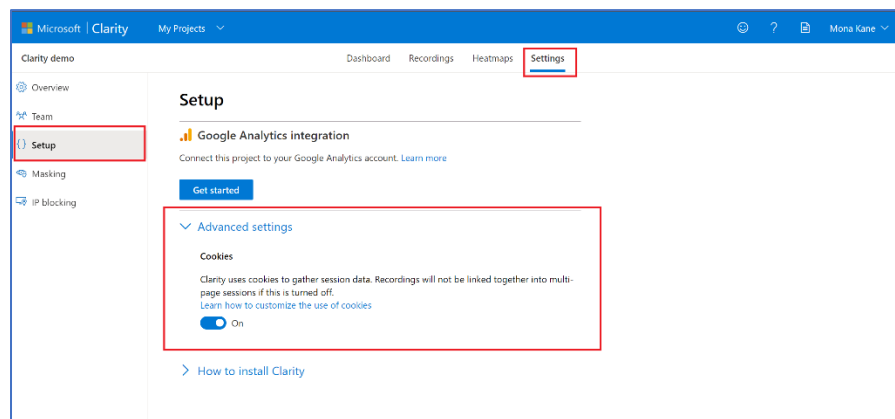 Microsoft | Clarity
My Projects
?
Mona Kane
Clarity demo
Dashboard
Recordings
Heatmaps
Settings
Overview
Team
{} Setup
Masking
IP blocking
Setup
Google Analytics integration
Connect this project to your Google Analytics account. Learn more
Get started
Advanced settings
Cookies
Clarity uses cookies to gather session data. Recordings will not be linked together into multi-
page sessions if this is turned off.
Learn how to customize the use of cookies
On
How to install Clarity